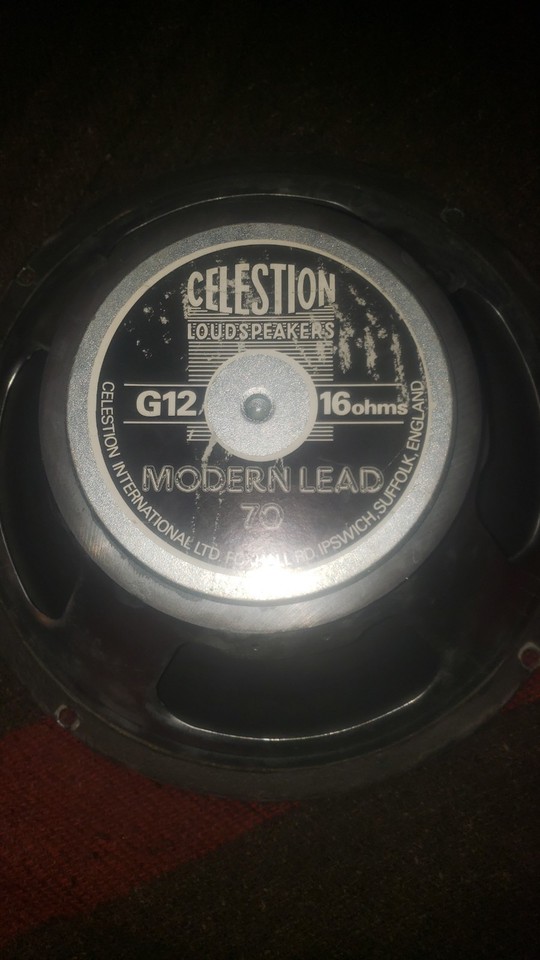 CELESTION
LOUDSPEAKERS
G12
16ohms
MODERN LEAD
70
CELESTION INTERNATIONAL LTD. FOXHALL RD, IPSWICH, SUFFOLK, ENGLAND